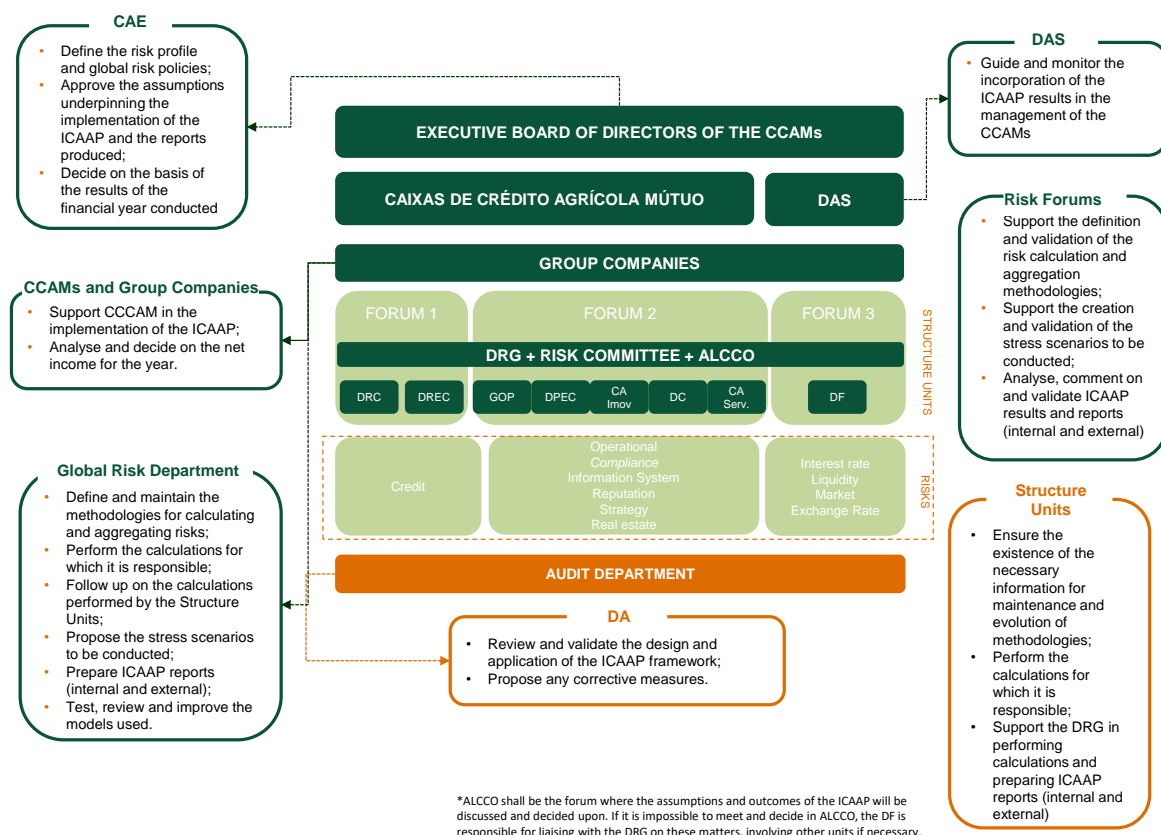 CAE
• Define the risk profile
and global risk policies;
• Approve the assumptions
underpinning the
implementation of the
ICAAP and the reports
produced;
• Decide on the basis of
the results of the
financial year conducted
DAS
• Guide and monitor the
incorporation of the
ICAAP results in the
management of the
CCAMs
EXECUTIVE BOARD OF DIRECTORS OF THE CCAMs
CAIXAS DE CRÉDITO AGRÍCOLA MÚTUO
DAS
GROUP COMPANIES
Risk Forums
• Support the definition
and validation of the
risk calculation and
aggregation
methodologies;
• Support the creation
and validation of the
stress scenarios to be
conducted;
• Analyse, comment on
and validate ICAAP
results and reports
(internal and external)
CCAMs and Group Companies
• Support CCCAM in the
implementation of the ICAAP;
• Analyse and decide on the net
income for the year.
FORUM 1
FORUM 2
FORUM 3
STRUCTURE UNITS
DRG + RISK COMMITTEE + ALCCO
DRC
DREC
GOP
DPEC
CA
Imov
DC
CA
Serv.
DF
Credit
Operational
Compliance
Information System
Reputation
Strategy
Real estate
Interest rate
Liquidity
Market
Exchange Rate
RISKS
Global Risk Department
• Define and maintain the
methodologies for calculating
and aggregating risks;
• Perform the calculations for
which it is responsible;
• Follow up on the calculations
performed by the Structure
Units;
• Propose the stress scenarios
to be conducted;
• Prepare ICAAP reports
(internal and external);
• Test, review and improve the
models used.
AUDIT DEPARTMENT
DA
• Review and validate the design and
application of the ICAAP framework;
• Propose any corrective measures.
Structure
Units
• Ensure the
existence of the
necessary
information for
maintenance and
evolution of
methodologies;
• Perform the
calculations for
which it is
responsible;
• Support the DRG in
performing
calculations and
preparing ICAAP
reports (internal and
external)
*ALCCO shall be the forum where the assumptions and outcomes of the ICAAP will be
discussed and decided upon. If it is impossible to meet and decide in ALCCO, the DF is
responsible for liaising with the DRG on these matters, involving other units if necessary.